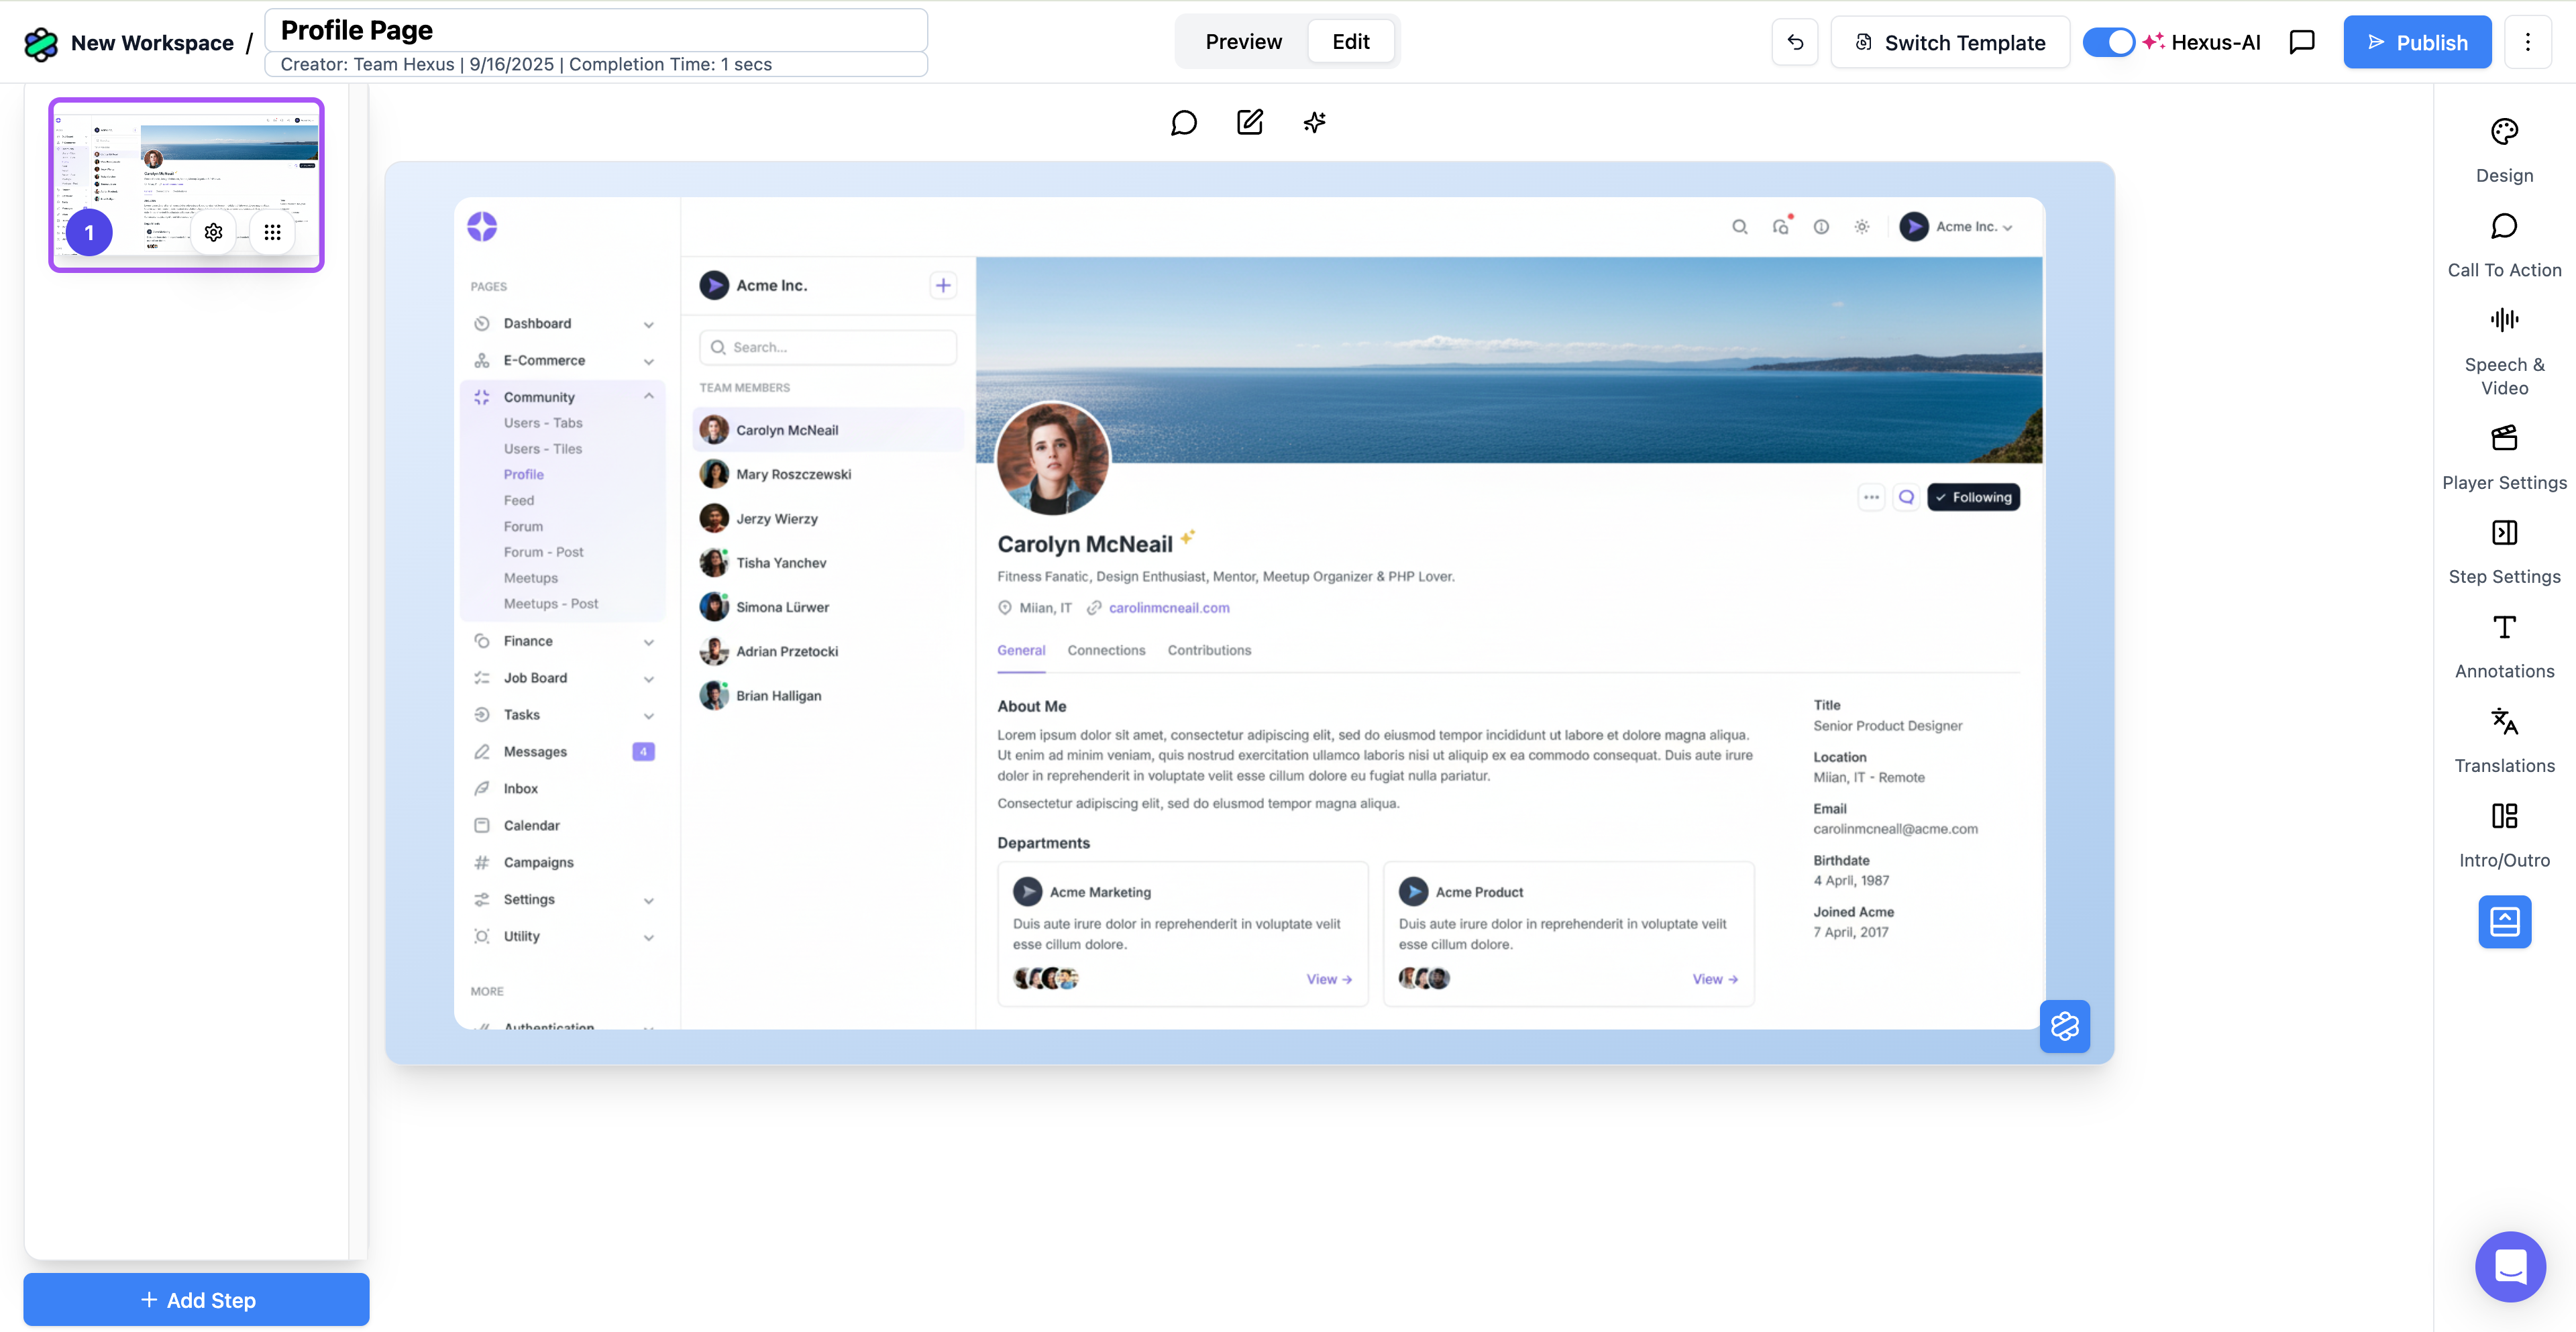 New Workspace /
Profile Page
Creator: Team Hexus | 9/16/2025 | Completion Time: 1 secs
Preview
Edit
Switch Template
Hexus-AI
Publish
1
Add Step
Acme Inc.
PAGES
Dashboard
E-Commerce
Community
Users - Tabs
Users - Tiles
Profile
Feed
Forum
Forum - Post
Meetups
Meetups - Post
Finance
Job Board
Tasks
Messages
4
Inbox
Calendar
Campaigns
Settings
Utility
MORE
Authentication
Acme Inc.
Search...
TEAM MEMBERS
Carolyn McNeail
Mary Roszczewski
Jerzy Wierzy
Tisha Yanchev
Simona Lürwer
Adrian Przetocki
Brian Halligan
Following
Carolyn McNeail
Fitness Fanatic, Design Enthusiast, Mentor, Meetup Organizer & PHP Lover.
Miian, IT
carolinmcneail.com
General
Connections
Contributions
About Me
Lorem ipsum dolor sit amet, consectetur adipiscing elit, sed do eiusmod tempor incididunt ut labore et dolore magna aliqua.
Ut enim ad minim veniam, quis nostrud exercitation ullamco laboris nisi ut aliquip ex ea commodo consequat. Duis aute irure
dolor in reprehenderit in voluptate velit esse cillum dolore eu fugiat nulla pariatur.
Consectetur adipiscing elit, sed do eiusmod tempor magna aliqua.
Departments
Acme Marketing
Duis aute irure dolor in reprehenderit in voluptate velit
esse cillum dolore.
View →
Acme Product
Duis aute irure dolor in reprehenderit in voluptate velit
esse cillum dolore.
View →
Title
Senior Product Designer
Location
Miian, IT - Remote
Email
carolinmcneall@acme.com
Birthdate
4 April, 1987
Joined Acme
7 April, 2017
Design
Call To Action
Speech &
Video
Player Settings
Step Settings
Annotations
Translations
Intro/Outro